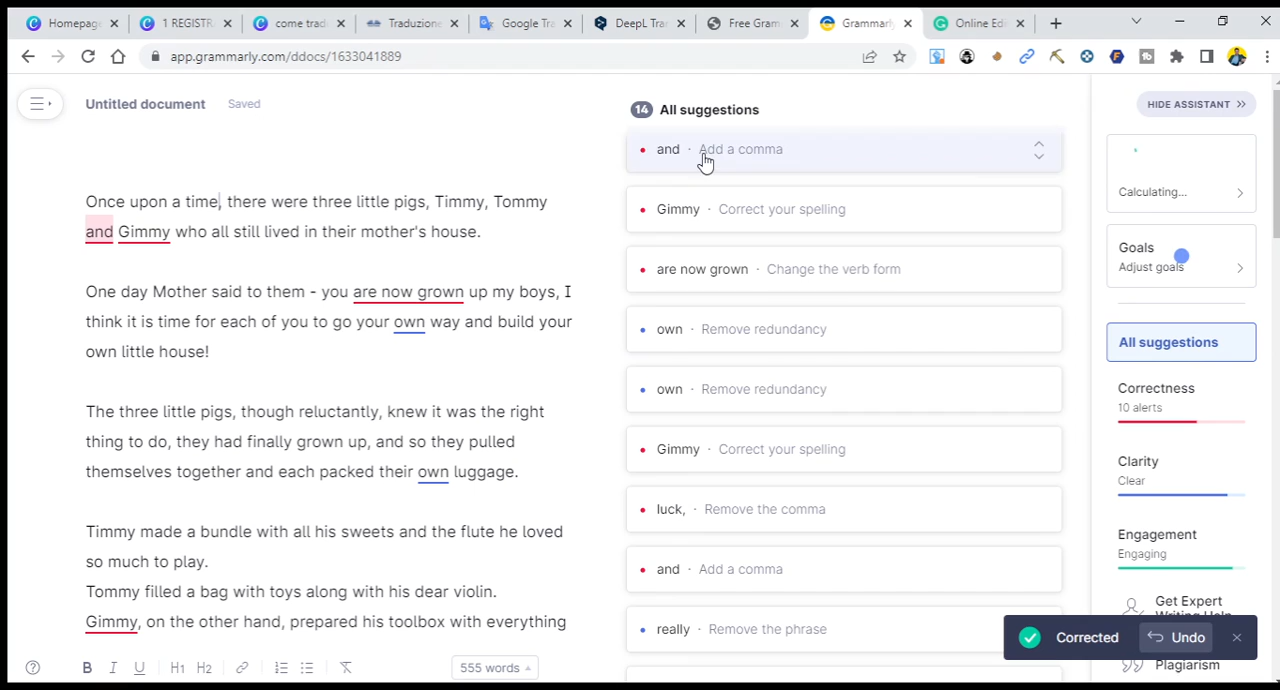 Homepage
1 REGISTR
come trad
Traduzione
Google Tra
DeepL Tran
Free Gram
Grammarly
Online Edi
app.grammarly.com/ddocs/1633041889
Untitled document
Saved
14 All suggestions
HIDE ASSISTANT
and · Add a comma
Calculating...
Once upon a time, there were three little pigs, Timmy, Tommy
and Gimmy who all still lived in their mother's house.
Gimmy · Correct your spelling
Goals
Adjust goals
are now grown · Change the verb form
One day Mother said to them - you are now grown up my boys, I
think it is time for each of you to go your own way and build your
own little house!
own · Remove redundancy
All suggestions
own · Remove redundancy
Correctness
10 alerts
The three little pigs, though reluctantly, knew it was the right
thing to do, they had finally grown up, and so they pulled
themselves together and each packed their own luggage.
Gimmy · Correct your spelling
Clarity
Clear
luck, · Remove the comma
Timmy made a bundle with all his sweets and the flute he loved
so much to play.
Engagement
Engaging
and · Add a comma
Tommy filled a bag with toys along with his dear violin.
Gimmy, on the other hand, prepared his toolbox with everything
really · Remove the phrase
Get Expert
Writing Help
Corrected
Undo
Plagiarism
B I U H1 H2
555 words